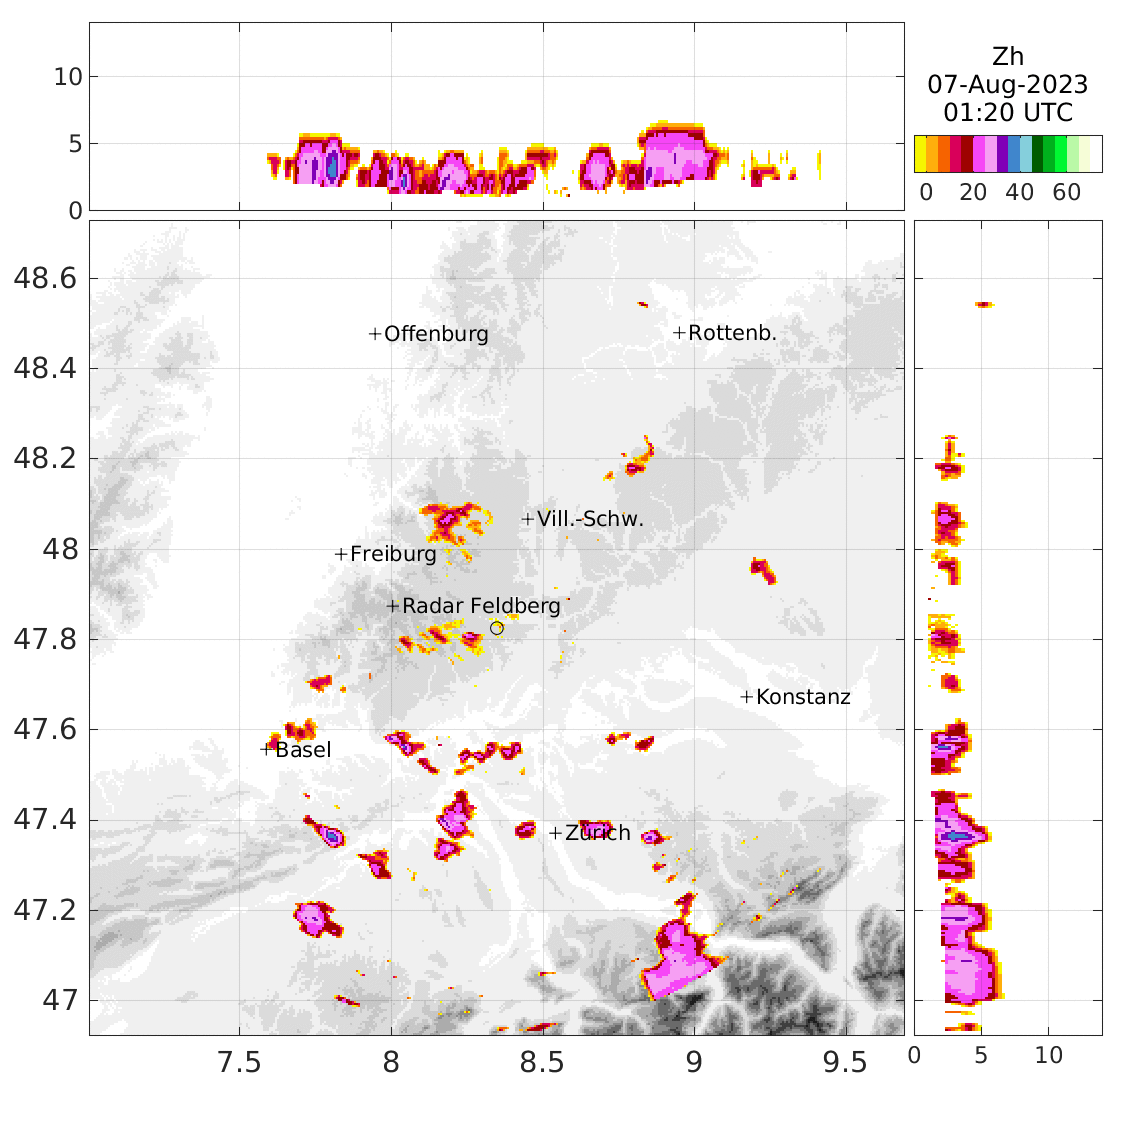 10
5
0
Zh
07-Aug-2023
01:20 UTC
0 20 40 60
48.6
+Offenburg +Rottenb.
48.4
48.2
+Vill.-Schw.
48
+Freiburg
+Radar Feldberg
47.8
+Konstanz
47.6
+Basel
47.4
+Zürich
47.2
47
7.5 8 8.5 9 9.5
0 5 10